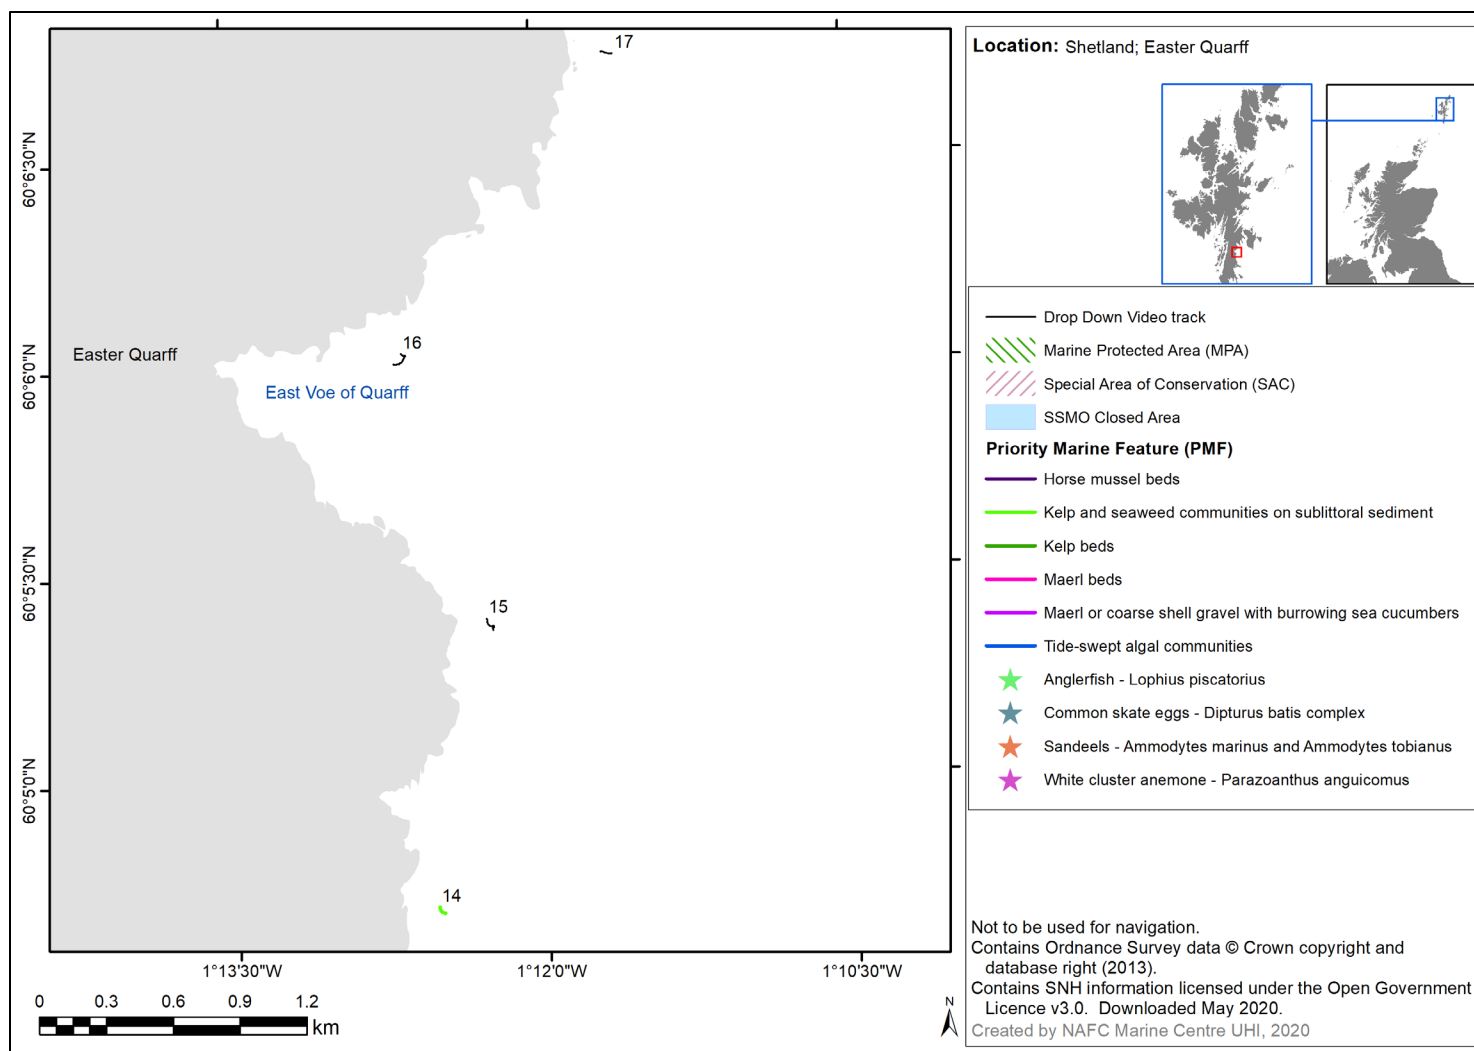 17
60°6'30"N
16
Easter Quarff
60°6'0"N
East Voe of Quarff
15
60°5'30"N
60°5'0"N
14
1°13'30"W 1°12'0"W 1°10'30"W
0 0.3 0.6 0.9 1.2
km
N
Location: Shetland; Easter Quarff
Drop Down Video track
Marine Protected Area (MPA)
Special Area of Conservation (SAC)
SSMO Closed Area
Priority Marine Feature (PMF)
Horse mussel beds
Kelp and seaweed communities on sublittoral sediment
Kelp beds
Maerl beds
Maerl or coarse shell gravel with burrowing sea cucumbers
Tide-swept algal communities
Anglerfish - Lophius piscatorius
Common skate eggs - Dipturus batis complex
Sandeels - Ammodytes marinus and Ammodytes tobianus
White cluster anemone - Parazoanthus anguicomus
Not to be used for navigation.
Contains Ordnance Survey data © Crown copyright and
database right (2013).
Contains SNH information licensed under the Open Government
Licence v3.0. Downloaded May 2020.
Created by NAFC Marine Centre UHI, 2020